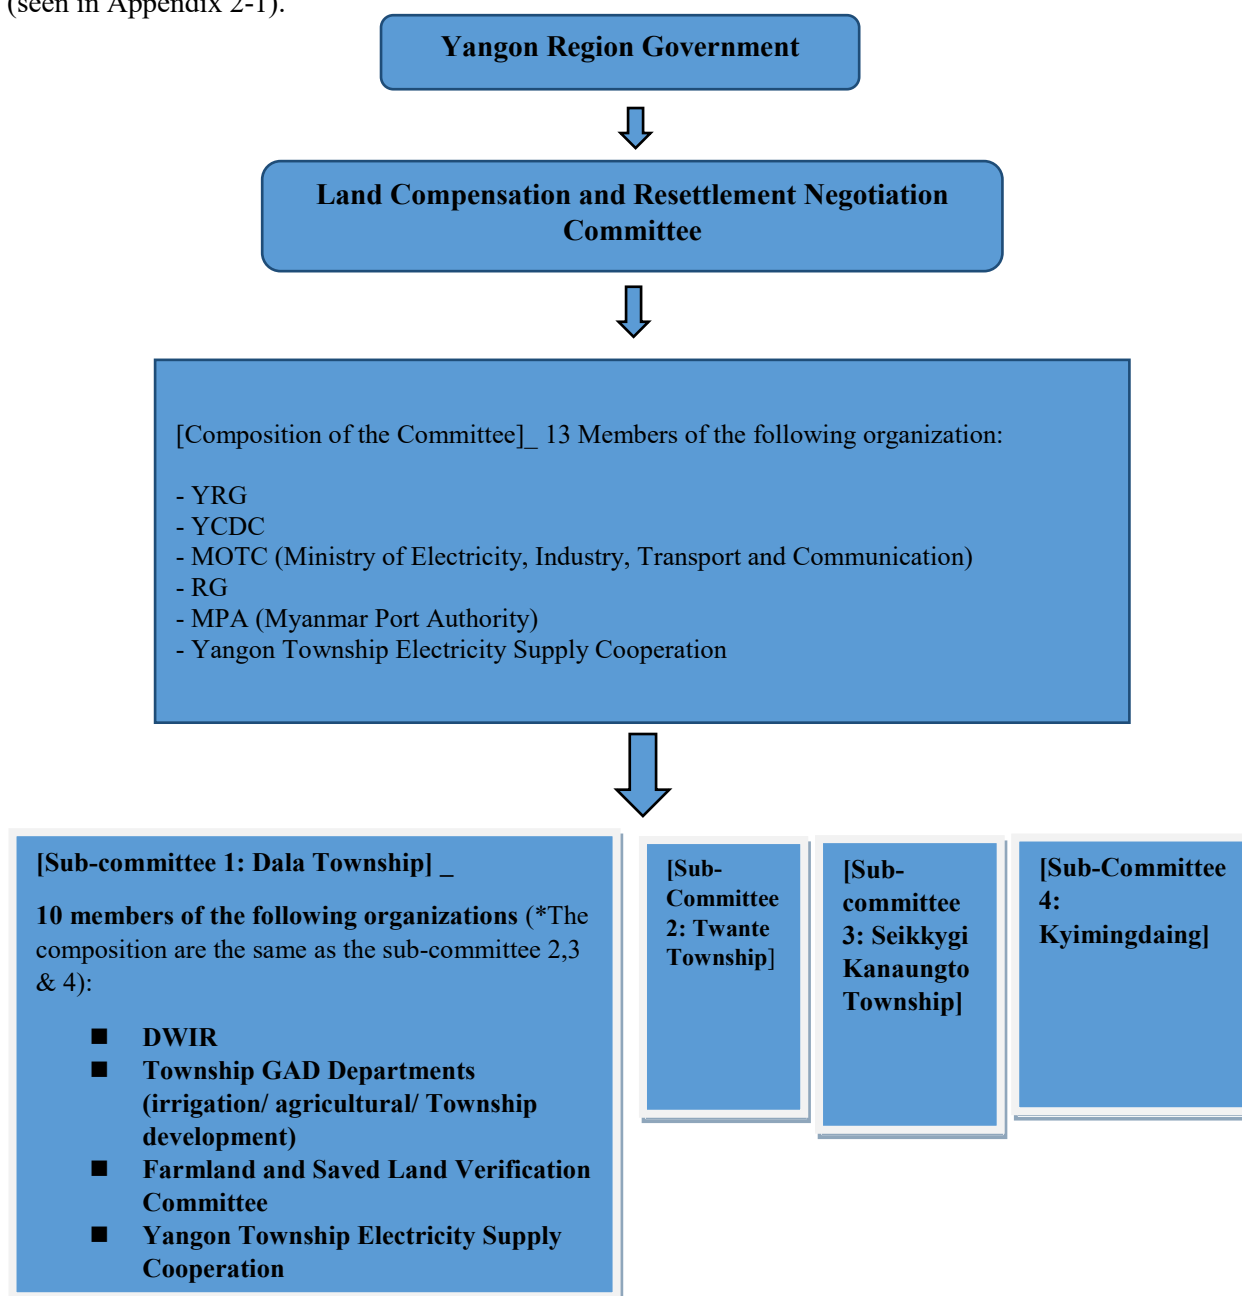 (seen in Appendix 2-1).
Yangon Region Government
Land Compensation and Resettlement Negotiation
Committee
[Composition of the Committee]_ 13 Members of the following organization:
- YRG
- YCDC
- MOTC (Ministry of Electricity, Industry, Transport and Communication)
- RG
- MPA (Myanmar Port Authority)
- Yangon Township Electricity Supply Cooperation
[Sub-committee 1: Dala Township] _
10 members of the following organizations (*The
composition are the same as the sub-committee 2,3
& 4):
■ DWIR
■ Township GAD Departments
(irrigation/ agricultural/ Township
development)
■ Farmland and Saved Land Verification
Committee
■ Yangon Township Electricity Supply
Cooperation
[Sub-
Committee
2: Twante
Township]
[Sub-
committee
3: Seikkygi
Kanaungto
Township]
[Sub-Committee
4:
Kyimingdaing]